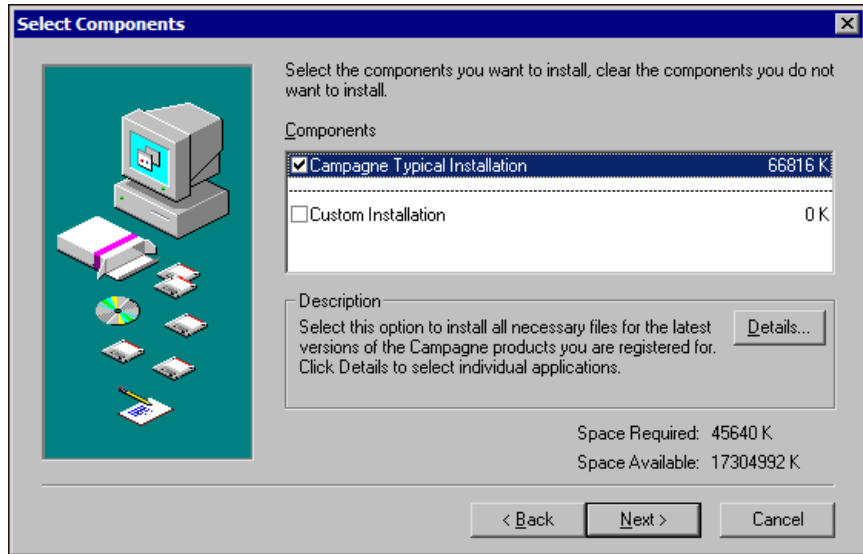 Select Components
Select the components you want to install, clear the components you do not
want to install.
Components
Campagne Typical Installation 66816 K
Custom Installation 0 K
Description
Select this option to install all necessary files for the latest
versions of the Campagne products you are registered for.
Click Details to select individual applications.
Details...
Space Required: 45640 K
Space Available: 17304992 K
< Back
Next >
Cancel